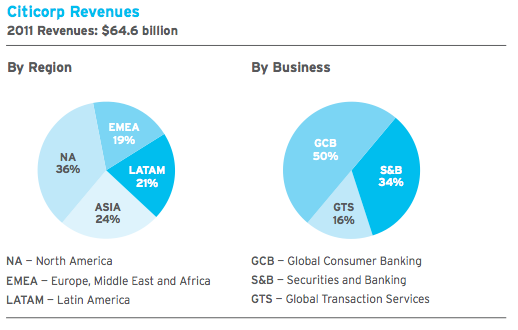 Citicorp Revenues
2011 Revenues: $64.6 billion
By Region
EMEA
19%
NA
36%
LATAM
21%
ASIA
24%
NA – North America
EMEA – Europe, Middle East and Africa
LATAM – Latin America
By Business
GCB
50%
S&B
34%
GTS
16%
GCB – Global Consumer Banking
S&B – Securities and Banking
GTS – Global Transaction Services